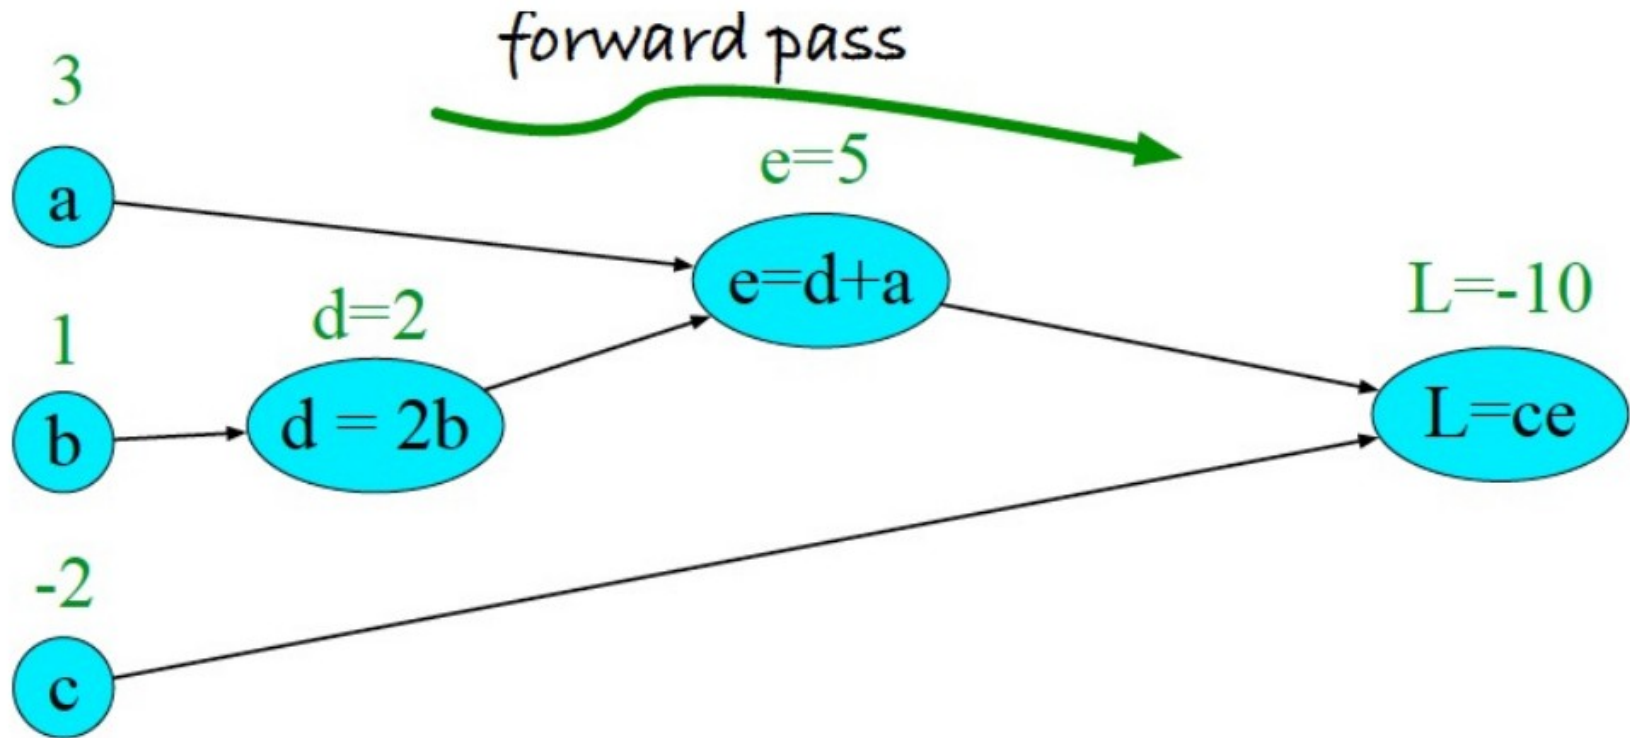 forward pass
3
a
e=5
e=d+a
1
b
d=2
d = 2b
L=-10
L=ce
-2
c